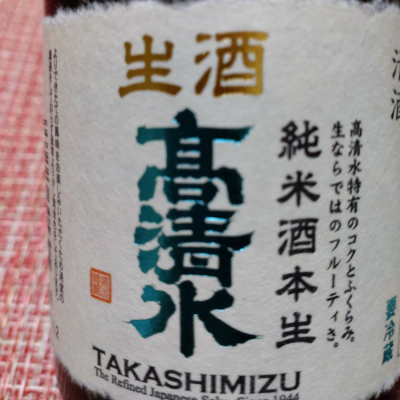 生酒
高清水
純米酒本生
高清水特有のコクとふくらみ。
生ならではのフルーティさ。
要冷蔵
清酒
TAKASHIMIZU
The Refined Japanese Sake, Since 1944